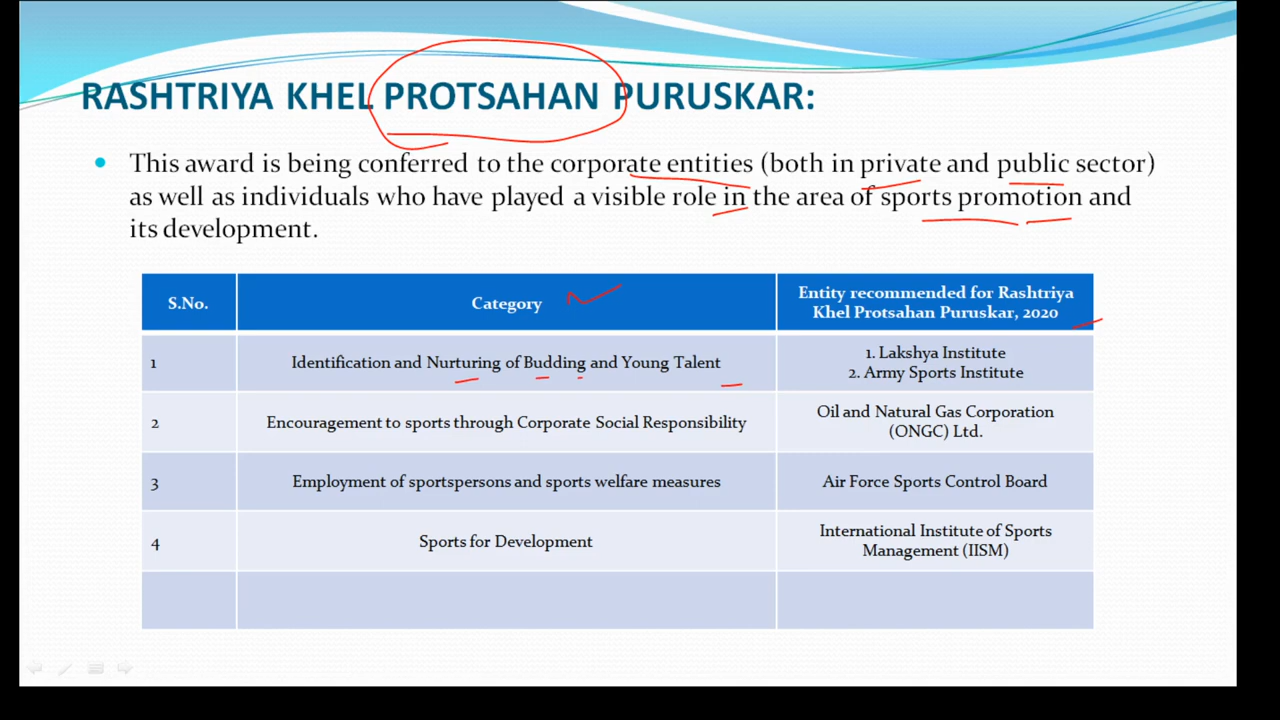 RASHTRIYA KHEL PROTSAHAN PURUSKAR:
This award is being conferred to the corporate entities (both in private and public sector)
as well as individuals who have played a visible role in the area of sports promotion and
its development.
S.No.
Category
Entity recommended for Rashtriya
Khel Protsahan Puruskar, 2020
1
Identification and Nurturing of Budding and Young Talent
1. Lakshya Institute
2. Army Sports Institute
2
Encouragement to sports through Corporate Social Responsibility
Oil and Natural Gas Corporation
(ONGC) Ltd.
3
Employment of sportspersons and sports welfare measures
Air Force Sports Control Board
4
Sports for Development
International Institute of Sports
Management (IISM)